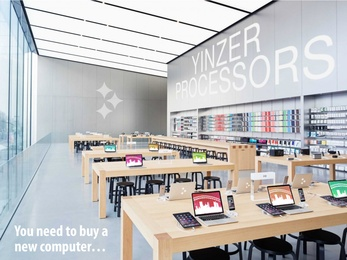 YINZER
PROCESSORS
You need to buy a
new computer...